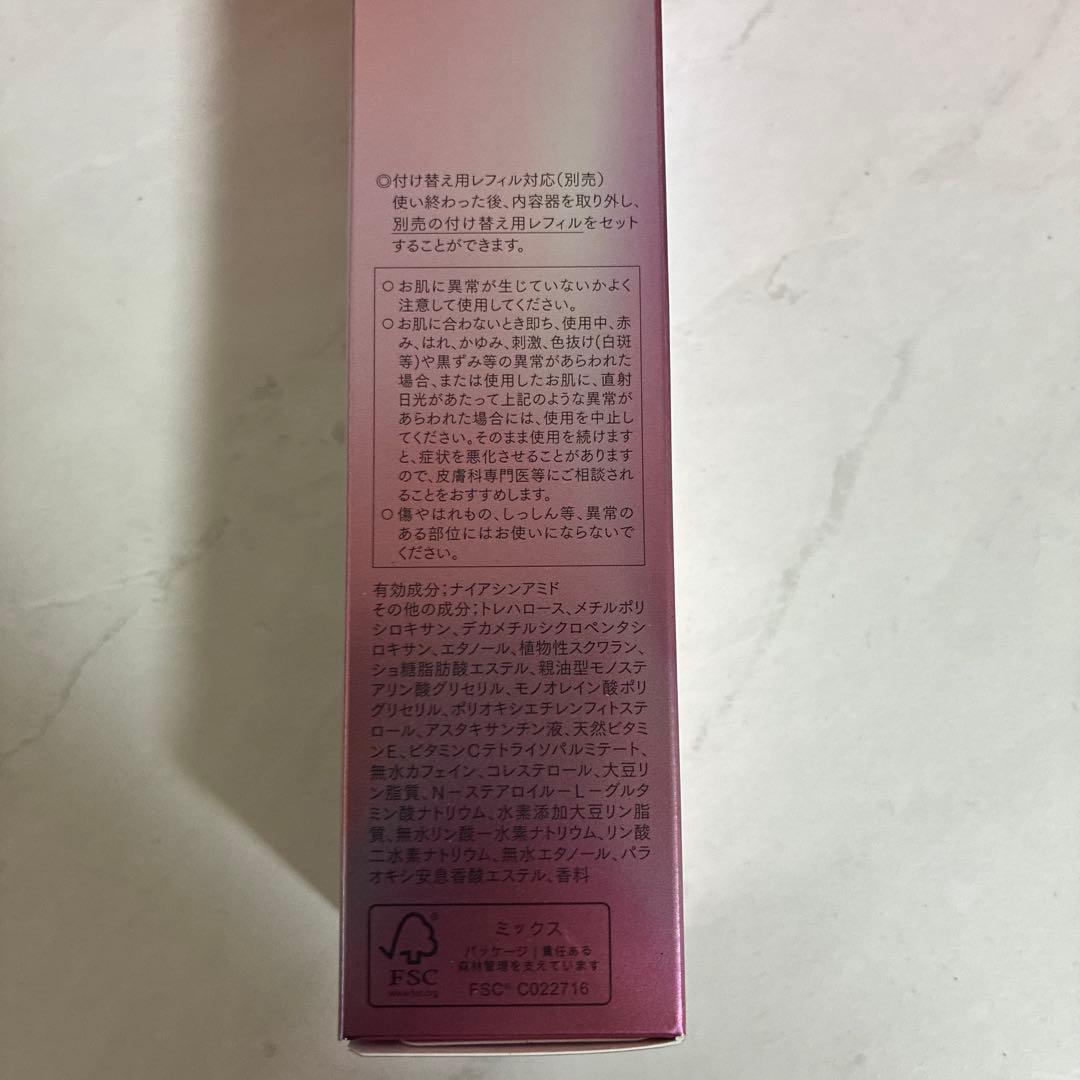 ◎付け替え用レフィル対応(別売)
使い終わった後、内容器を取り外し、
別売の付け替え用レフィルをセット
することができます。
○お肌に異常が生じていないかよく
注意して使用してください。
○お肌に合わないとき即ち、使用中、赤
み、はれ、かゆみ、刺激、色抜け(白斑
等)や黒ずみ等の異常があらわれた
場合、または使用したお肌に、直射
日光があたって上記のような異常が
あらわれた場合には、使用を中止し
てください。そのまま使用を続けます
と、症状を悪化させることがあります
ので、皮膚科専門医等にご相談され
ることをおすすめします。
○傷やはれもの、しっしん等、異常の
ある部位にはお使いにならないで
ください。
有効成分;ナイアシンアミド
その他の成分;トレハロース、メチルポリ
シロキサン、デカメチルシクロペンタシ
ロキサン、エタノール、植物性スクワラン、
ショ糖脂肪酸エステル、親油型モノステ
アリン酸グリセリル、モノオレイン酸ポリ
グリセリル、ポリオキシエチレンフィトステ
ロール、アスタキサンチン液、天然ビタミ
ンE、ビタミンCテトライソパルミテート、
無水カフェイン、コレステロール、大豆リ
ン脂質、N−ステアロイル−L−グルタ
ミン酸ナトリウム、水素添加大豆リン脂
質、無水リン酸一水素ナトリウム、リン酸
二水素ナトリウム、無水エタノール、パラ
オキシ安息香酸エステル、香料
FSC
www.fsc.org
ミックス
パッケージ|責任ある
森林管理を支えています
FSC® C022716